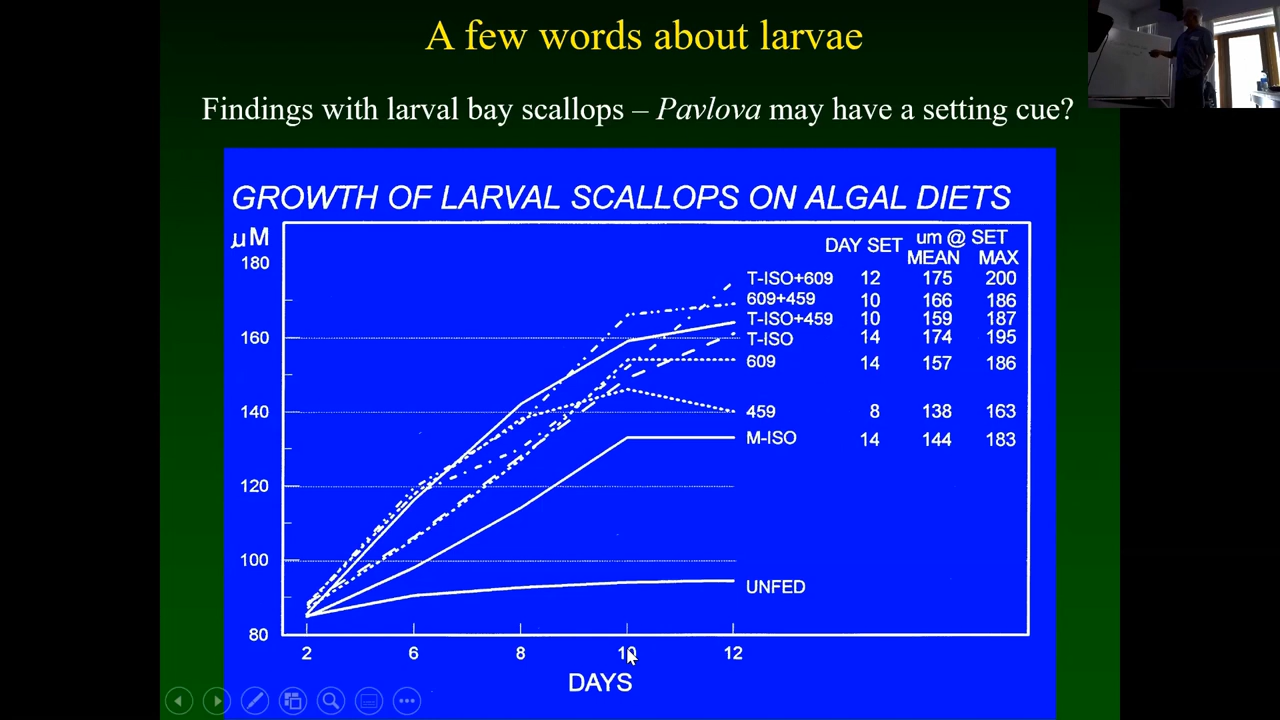 A few words about larvae
Findings with larval bay scallops – Pavlova may have a setting cue?
GROWTH OF LARVAL SCALLOPS ON ALGAL DIETS
µM
180
160
140
120
100
80
2 6 8 10 12
DAYS
DAY SET um @ SET
MEAN MAX
T-ISO+609 12 175 200
609+459 10 166 186
T-ISO+459 10 159 187
T-ISO 14 174 195
609 14 157 186
459 8 138 163
M-ISO 14 144 183
UNFED